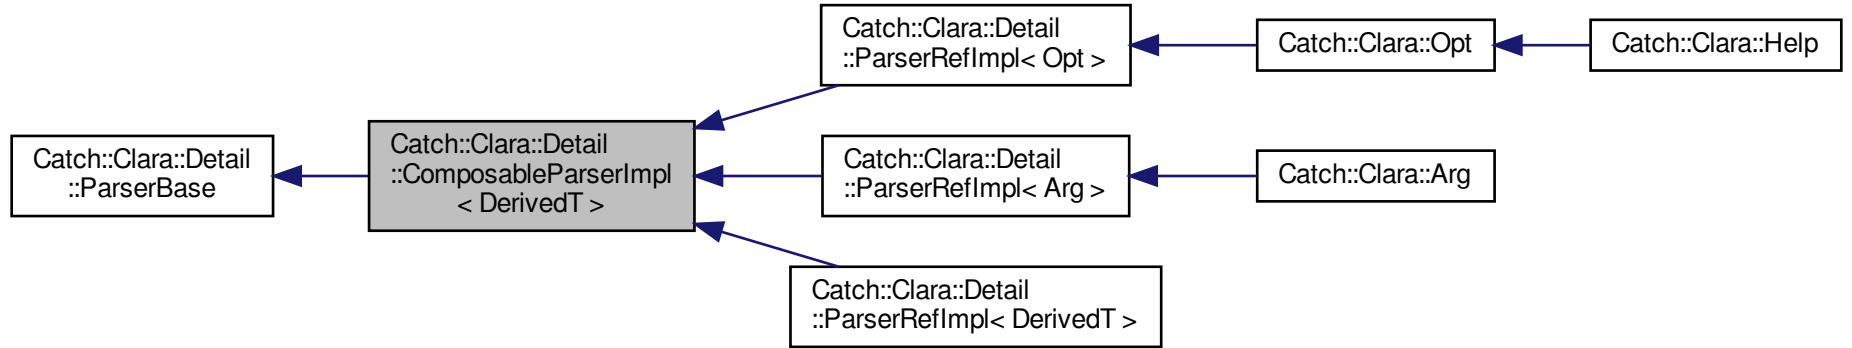 Catch::Clara::Detail
::ParserBase
Catch::Clara::Detail
::ComposableParserImpl
< DerivedT >
Catch::Clara::Detail
::ParserRefImpl< Opt >
Catch::Clara::Opt
Catch::Clara::Help
Catch::Clara::Detail
::ParserRefImpl< Arg >
Catch::Clara::Arg
Catch::Clara::Detail
::ParserRefImpl< DerivedT >